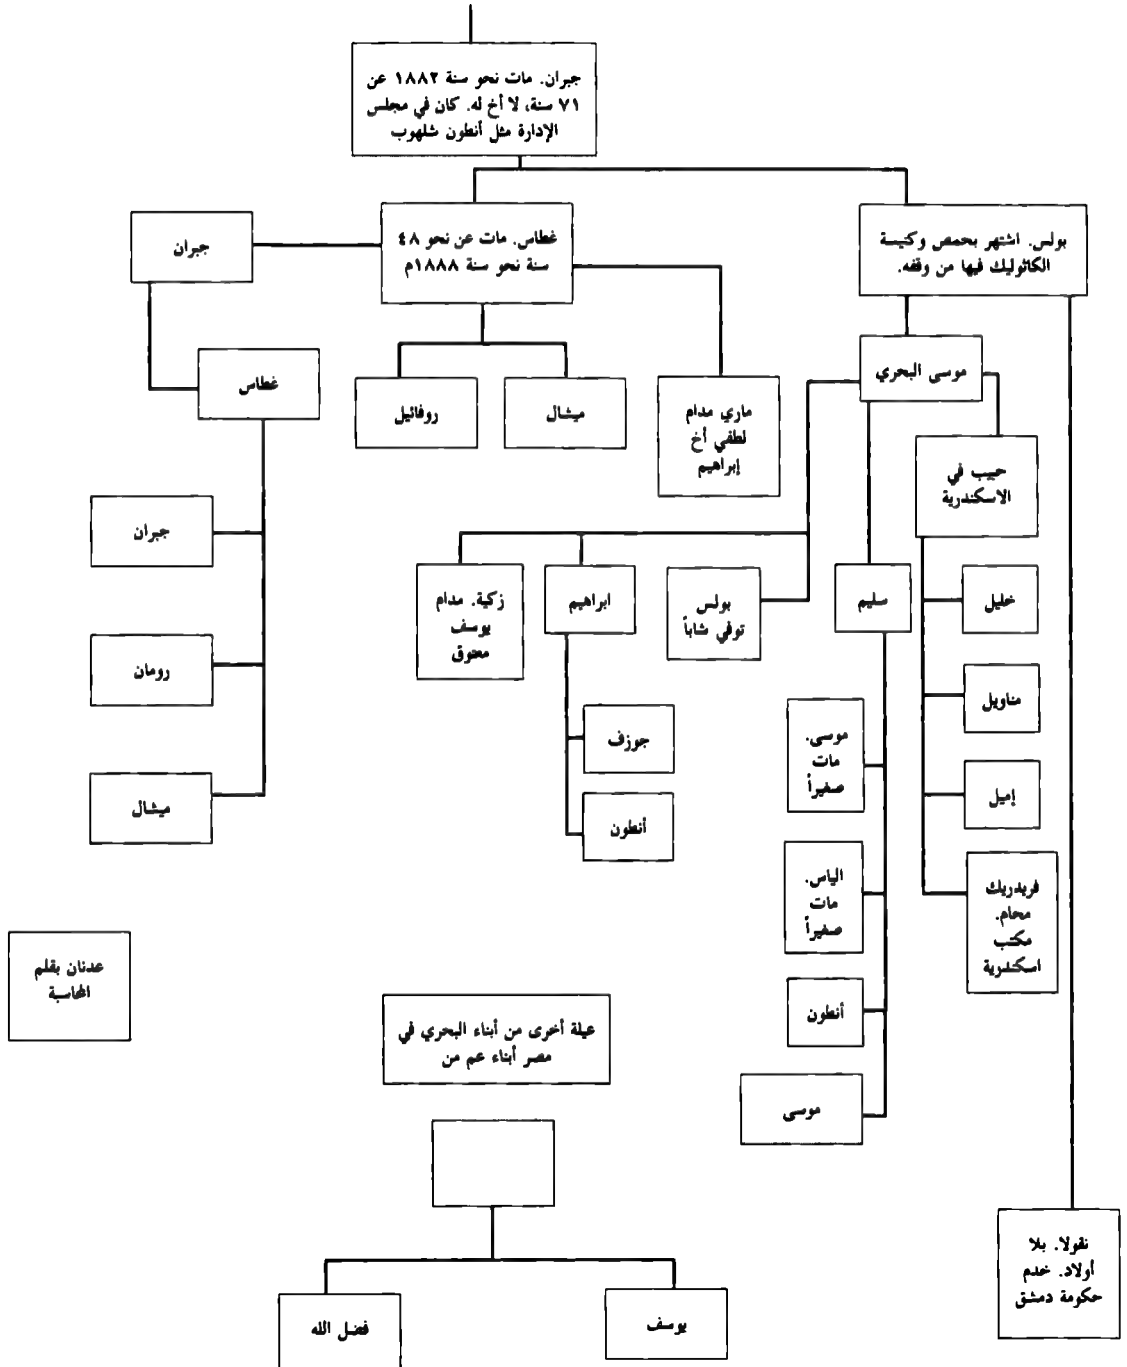 جبران. مات نحو سنة ١٨٨٢ عن
٧١ سنة، لا أخ له. كان في مجلس
الإدارة مثل أنطون شلهوب
بولس. اشتهر بحمص وكنيسة
الكاثوليك فيها من وقفه.
غطاس. مات عن نحو ٤٨
سنة نحو سنة ١٨٨٨م
جبران
موسى البحري
غطاس
ماري مدام
لطفي أخ
إبراهيم
ميشال
روفائيل
حبيب في
الاسكندرية
جبران
خليل
سليم
بولس
توفي شاباً
ابراهيم
زكية. مدام
يوسف
معتوق
رومان
مناويل
موسى.
مات
صغيراً
جوزف
إميل
ميشال
أنطون
الياس.
مات
صغيراً
فريدريك
محام.
مكتب
اسكندرية
عدنان بقلم
المحاسبة
أنطون
عيلة أخرى من أبناء البحري في
مصر أبناء عم من
موسى
نقولا. بلا
أولاد. خدم
حكومة دمشق
يوسف
فضل الله